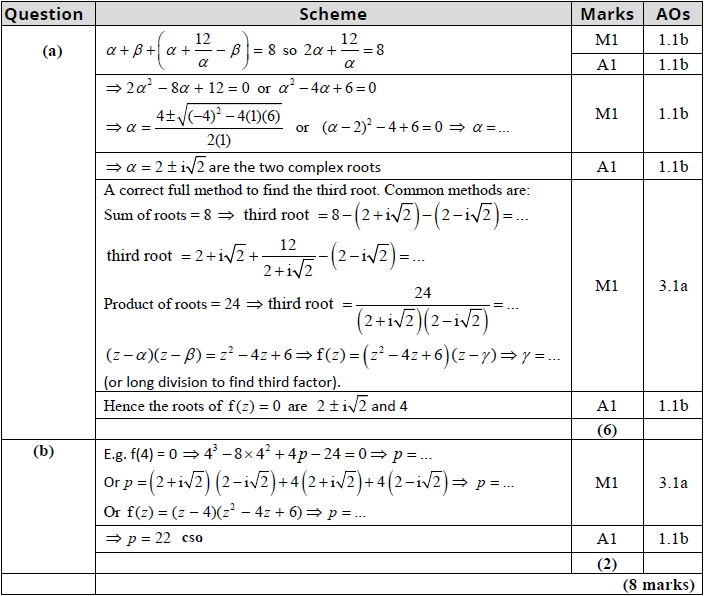 Question Scheme Marks AOs
(a) α + β + (α + 12/α − β) = 8 so 2α + 12/α = 8 M1 1.1b
A1 1.1b
⇒ 2α² − 8α + 12 = 0 or α² − 4α + 6 = 0
⇒ α = (4 ± √((−4)² − 4(1)(6)))/2(1) or (α − 2)² − 4 + 6 = 0 ⇒ α = ... M1 1.1b
⇒ α = 2 ± i√2 are the two complex roots A1 1.1b
A correct full method to find the third root. Common methods are:
Sum of roots = 8 ⇒ third root = 8 − (2 + i√2) − (2 − i√2) = ...
third root = 2 + i√2 + 12/(2 + i√2) − (2 − i√2) = ...
Product of roots = 24 ⇒ third root = 24/((2 + i√2)(2 − i√2)) = ... M1 3.1a
(z − α)(z − β) = z² − 4z + 6 ⇒ f(z) = (z² − 4z + 6)(z − γ) ⇒ γ = ...
(or long division to find third factor).
Hence the roots of f(z) = 0 are 2 ± i√2 and 4 A1 1.1b
(6)
(b) E.g. f(4) = 0 ⇒ 4³ − 8 × 4² + 4p − 24 = 0 ⇒ p = ...
Or p = (2 + i√2)(2 − i√2) + 4(2 + i√2) + 4(2 − i√2) ⇒ p = ... M1 3.1a
Or f(z) = (z − 4)(z² − 4z + 6) ⇒ p = ...
⇒ p = 22 cso A1 1.1b
(2)
(8 marks)